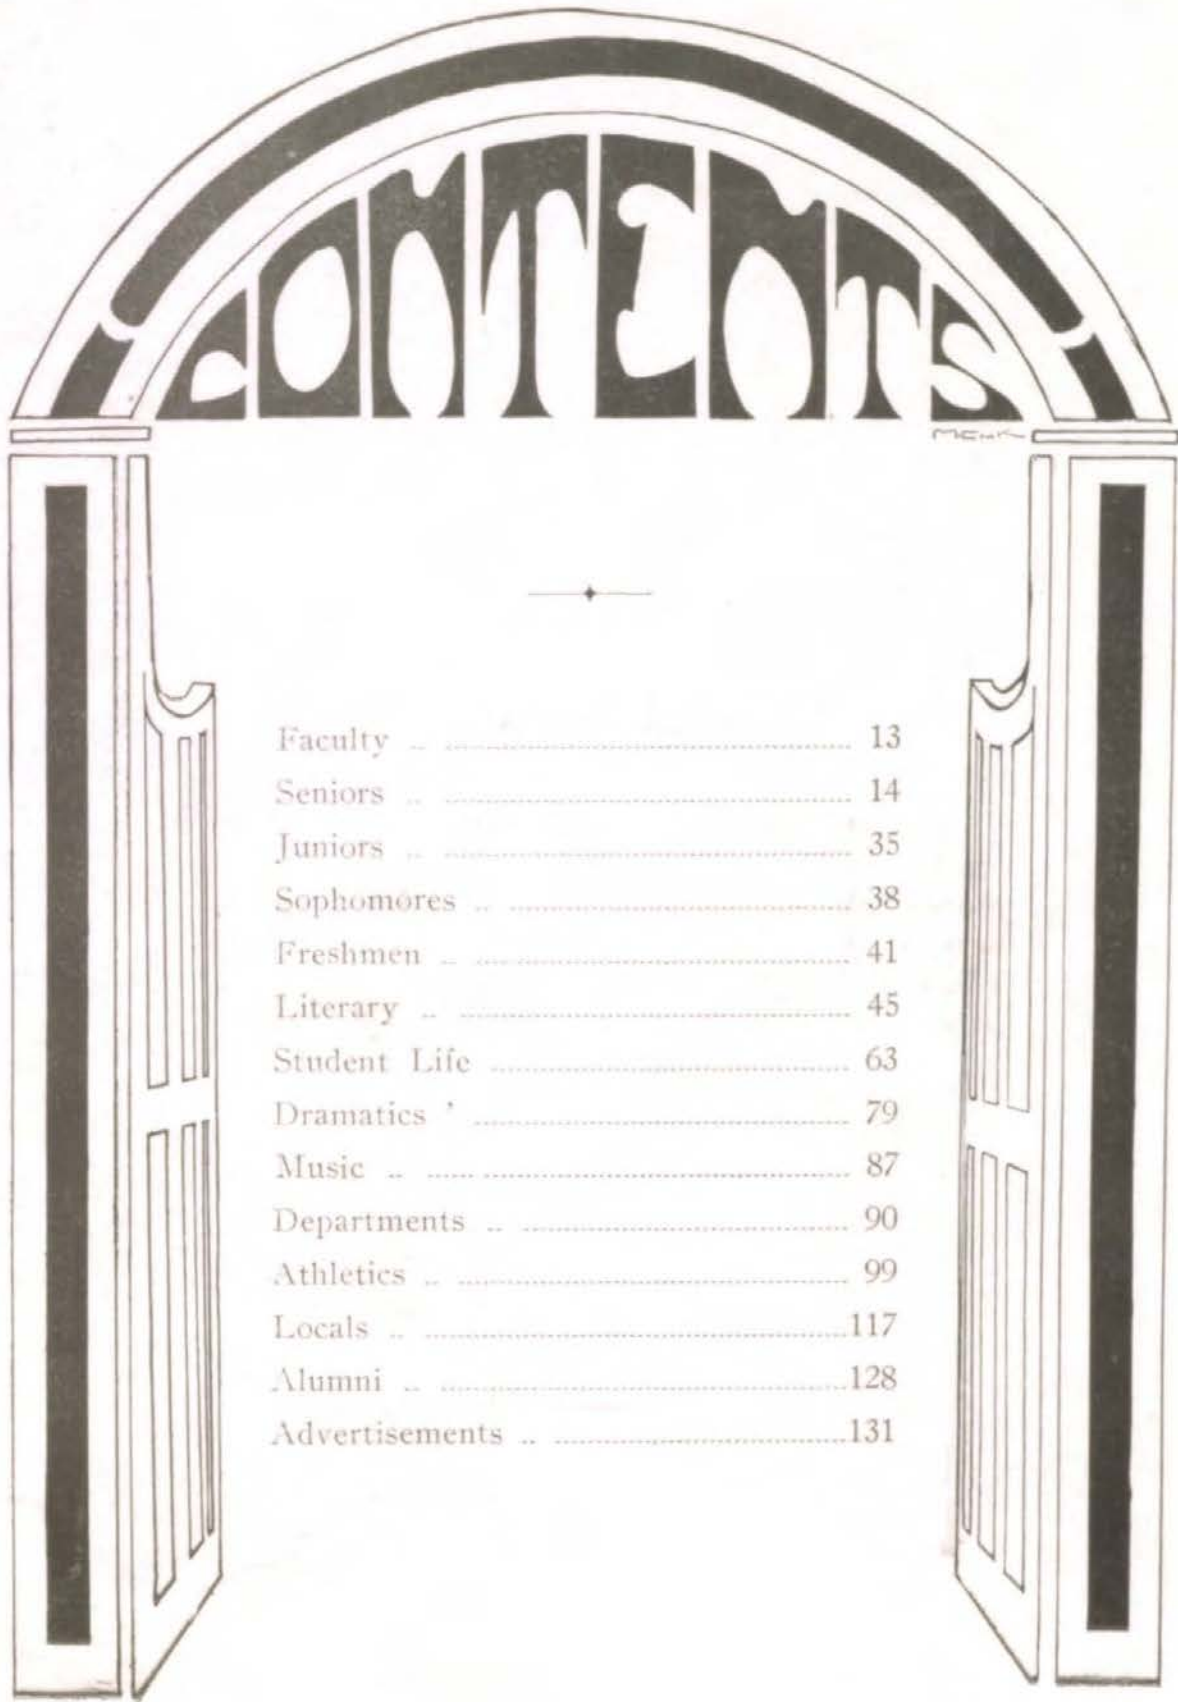 CONTENTS
Faculty .. .......... 13
Seniors .. .......... 14
Juniors .. .......... 35
Sophomores .. .......... 38
Freshmen .. .......... 41
Literary .. .......... 45
Student Life .......... 63
Dramatics ' .......... 79
Music .. .......... 87
Departments .. .......... 90
Athletics .. .......... 99
Locals .. ..........117
Alumni .. ..........128
Advertisements .. ..........131